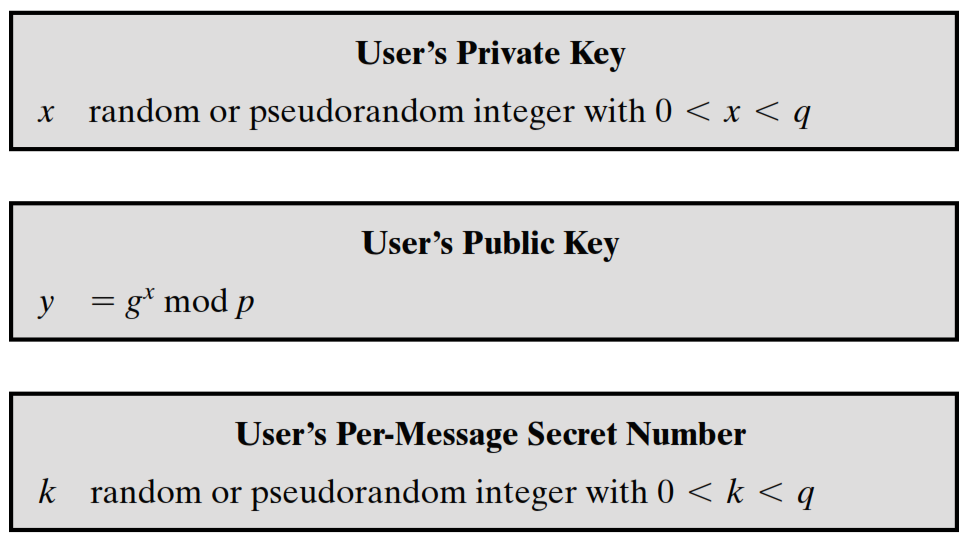 User’s Private Key
x random or pseudorandom integer with 0 < x < q
User’s Public Key
y = gˣ mod p
User’s Per-Message Secret Number
k random or pseudorandom integer with 0 < k < q